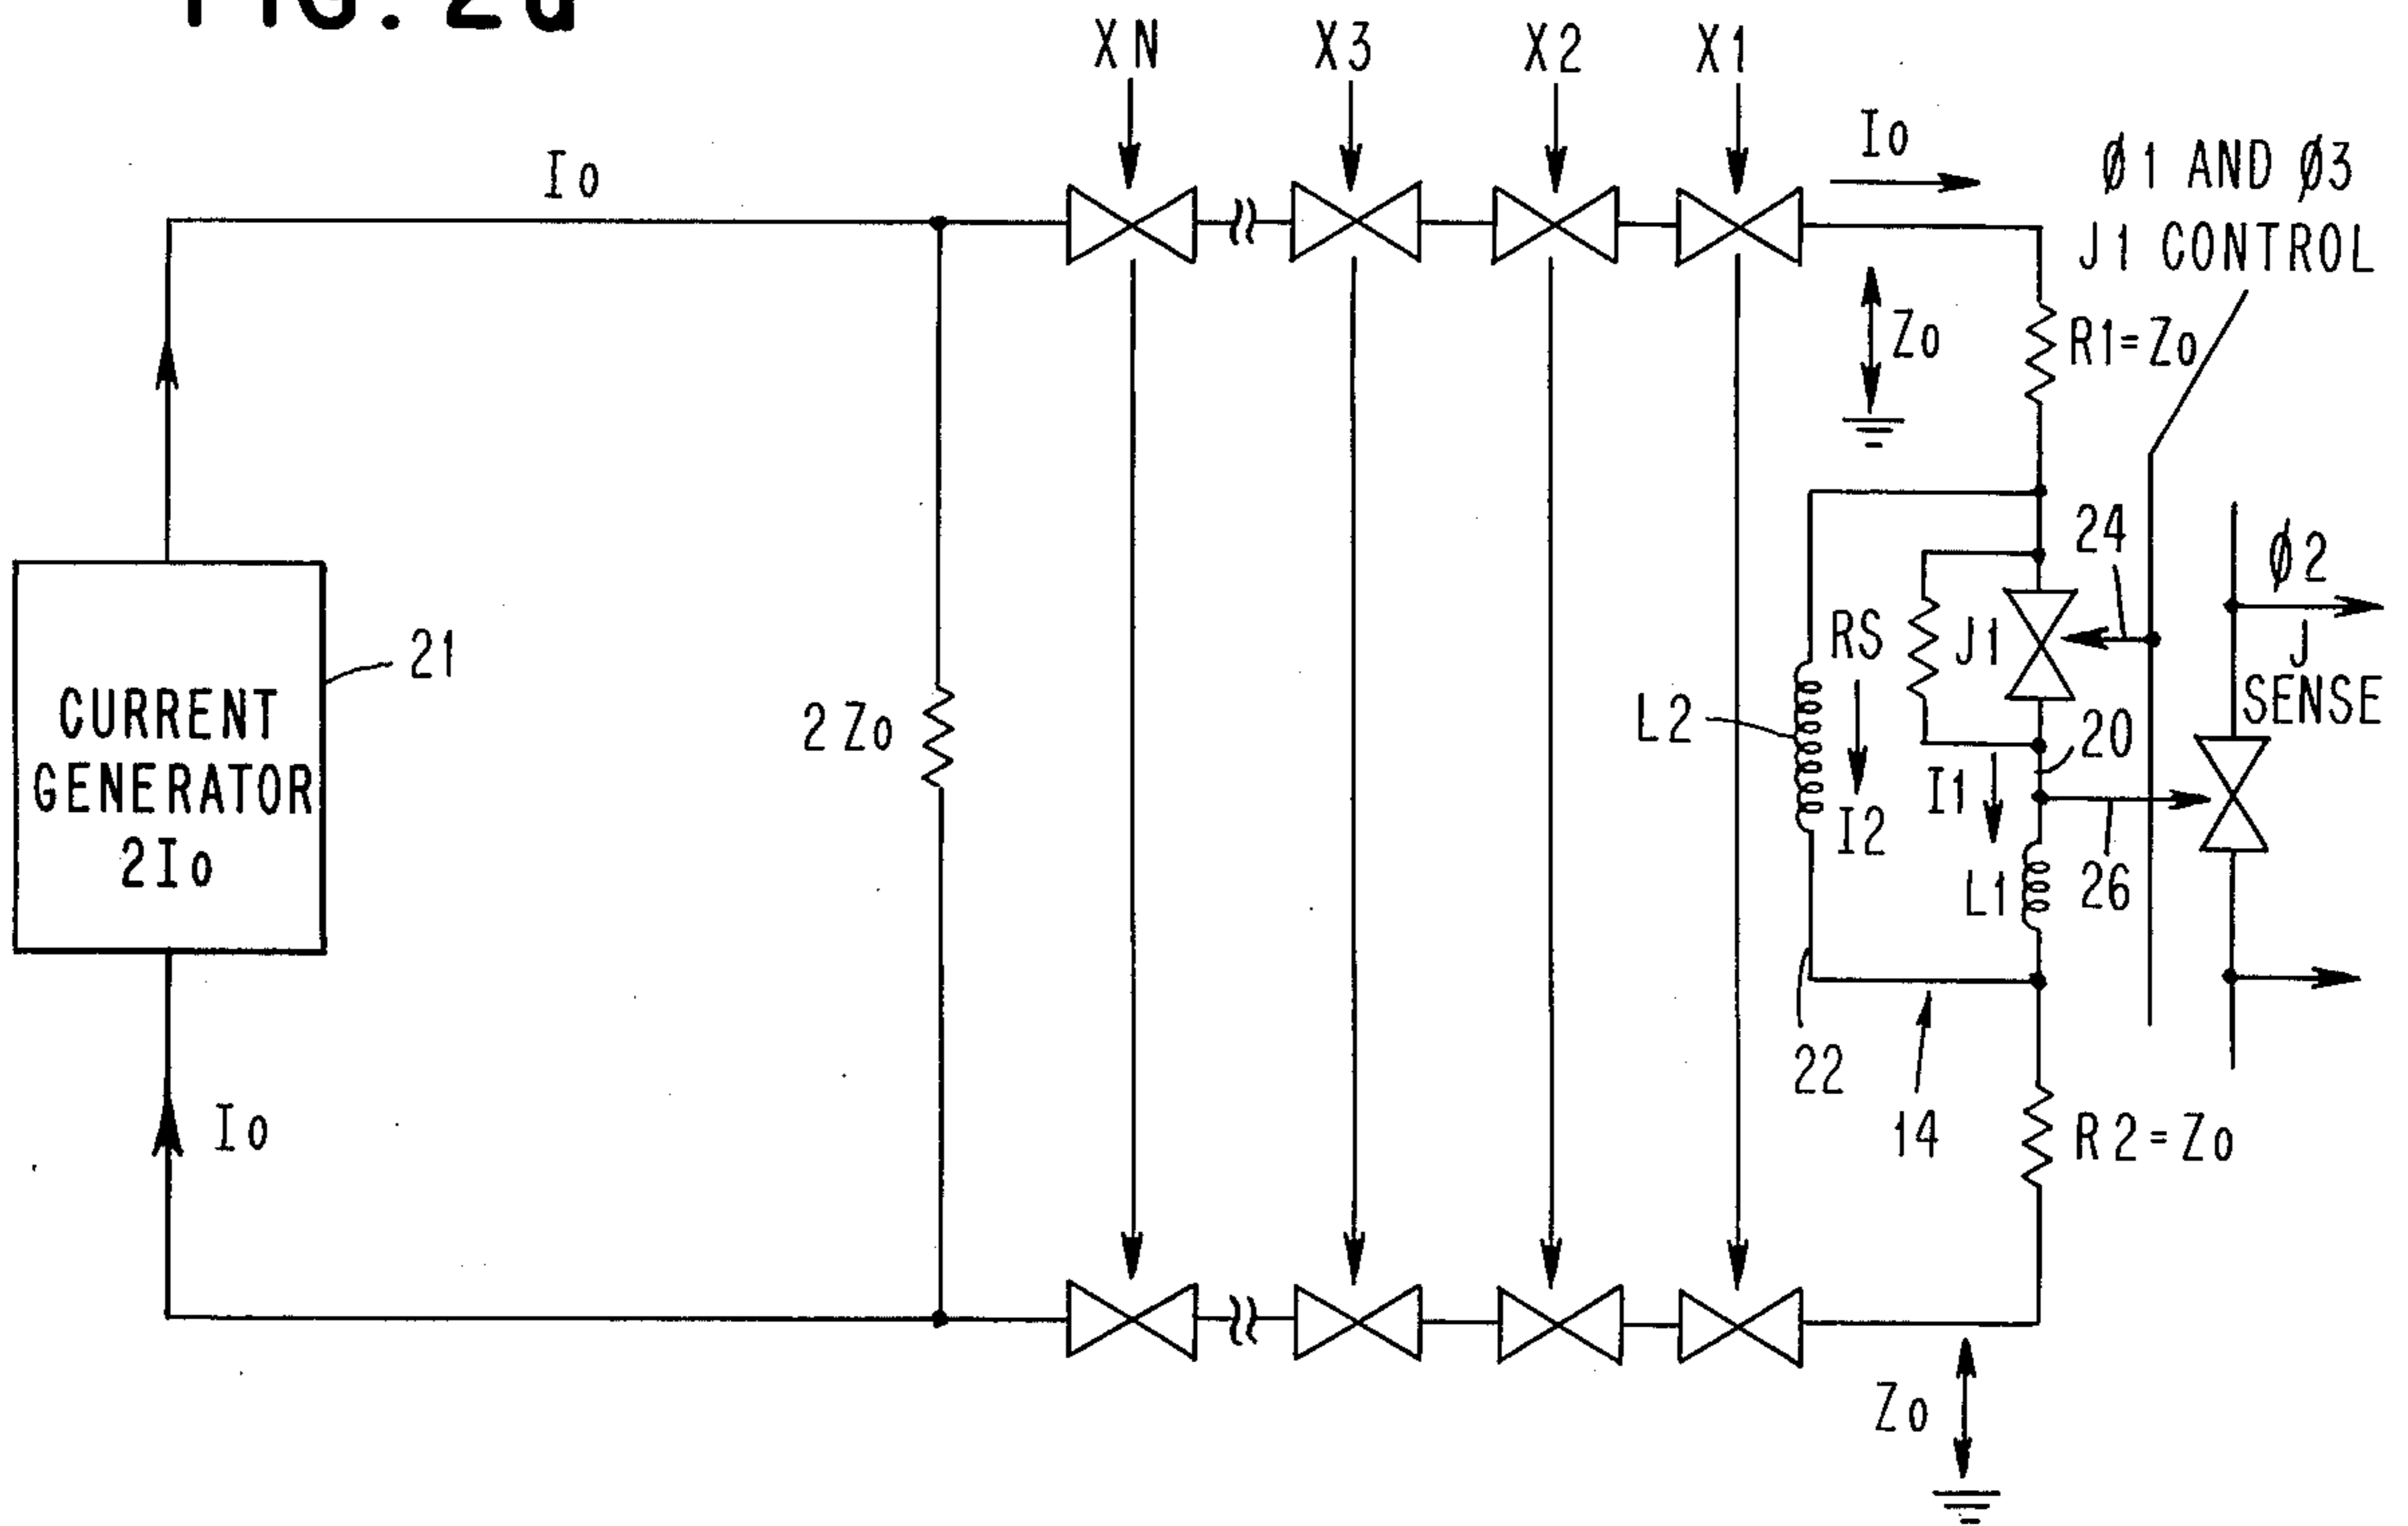 FIG. 2a
XN
X3
X2
X1
Io
Io
Ø1 AND Ø3
J1 CONTROL
Zo
R1=Zo
24
Ø2
J
SENSE
21
CURRENT
GENERATOR
2Io
2Zo
L2
RS
J1
20
I1
I2
L1
26
22
14
Io
R2=Zo
Zo